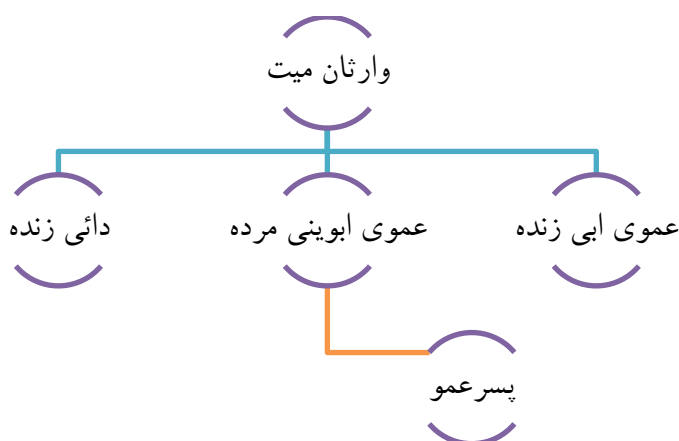 وارثان میت
عموی ابی زنده
عموی ابوینی مرده
دائی زنده
پسرعمو